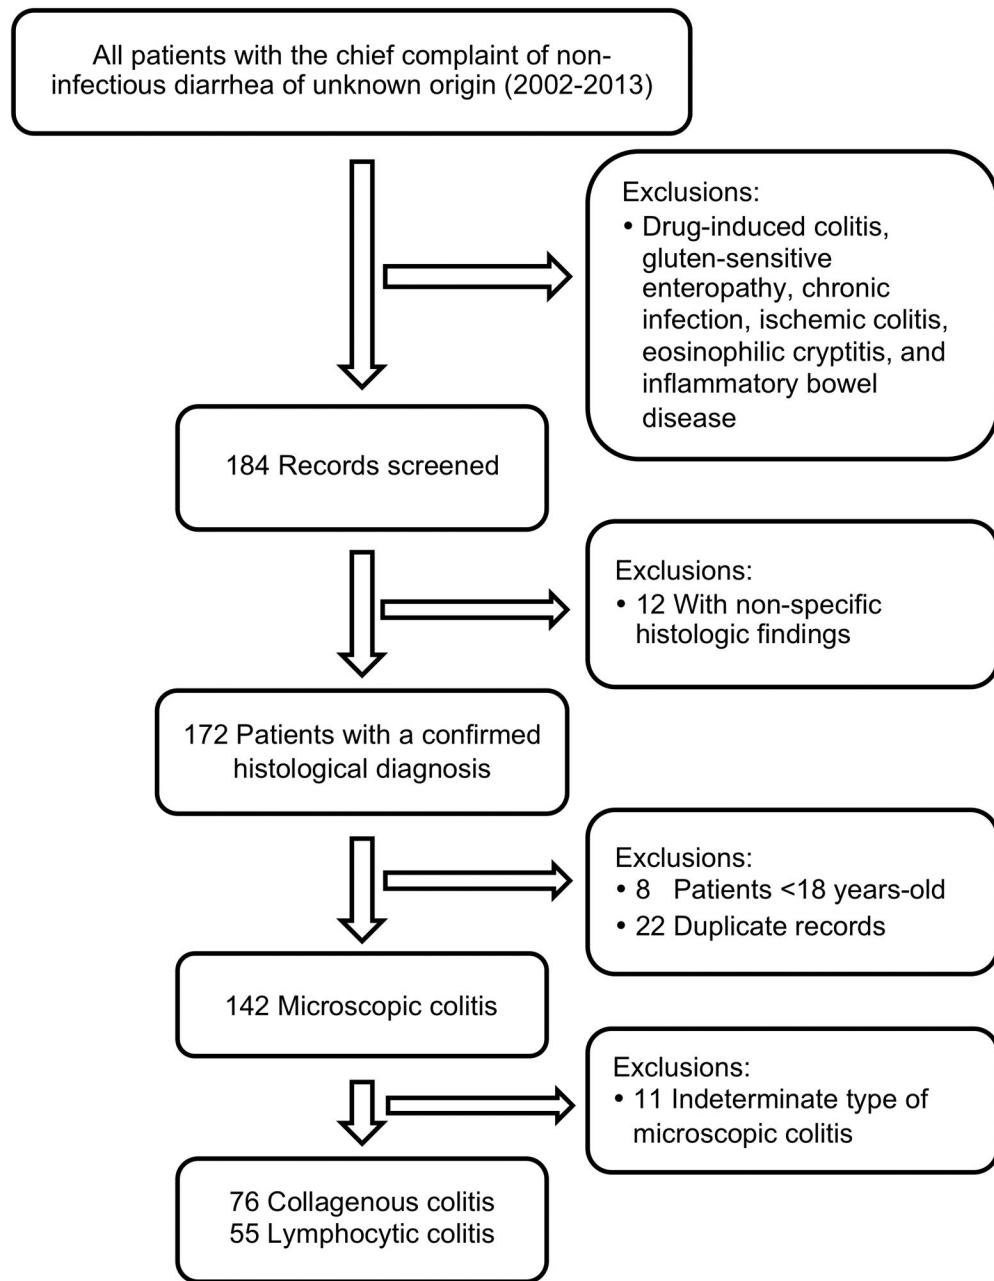 All patients with the chief complaint of non-
infectious diarrhea of unknown origin (2002-2013)
Exclusions:
• Drug-induced colitis,
gluten-sensitive
enteropathy, chronic
infection, ischemic colitis,
eosinophilic cryptitis, and
inflammatory bowel
disease
184 Records screened
Exclusions:
• 12 With non-specific
histologic findings
172 Patients with a confirmed
histological diagnosis
Exclusions:
• 8 Patients <18 years-old
• 22 Duplicate records
142 Microscopic colitis
Exclusions:
• 11 Indeterminate type of
microscopic colitis
76 Collagenous colitis
55 Lymphocytic colitis